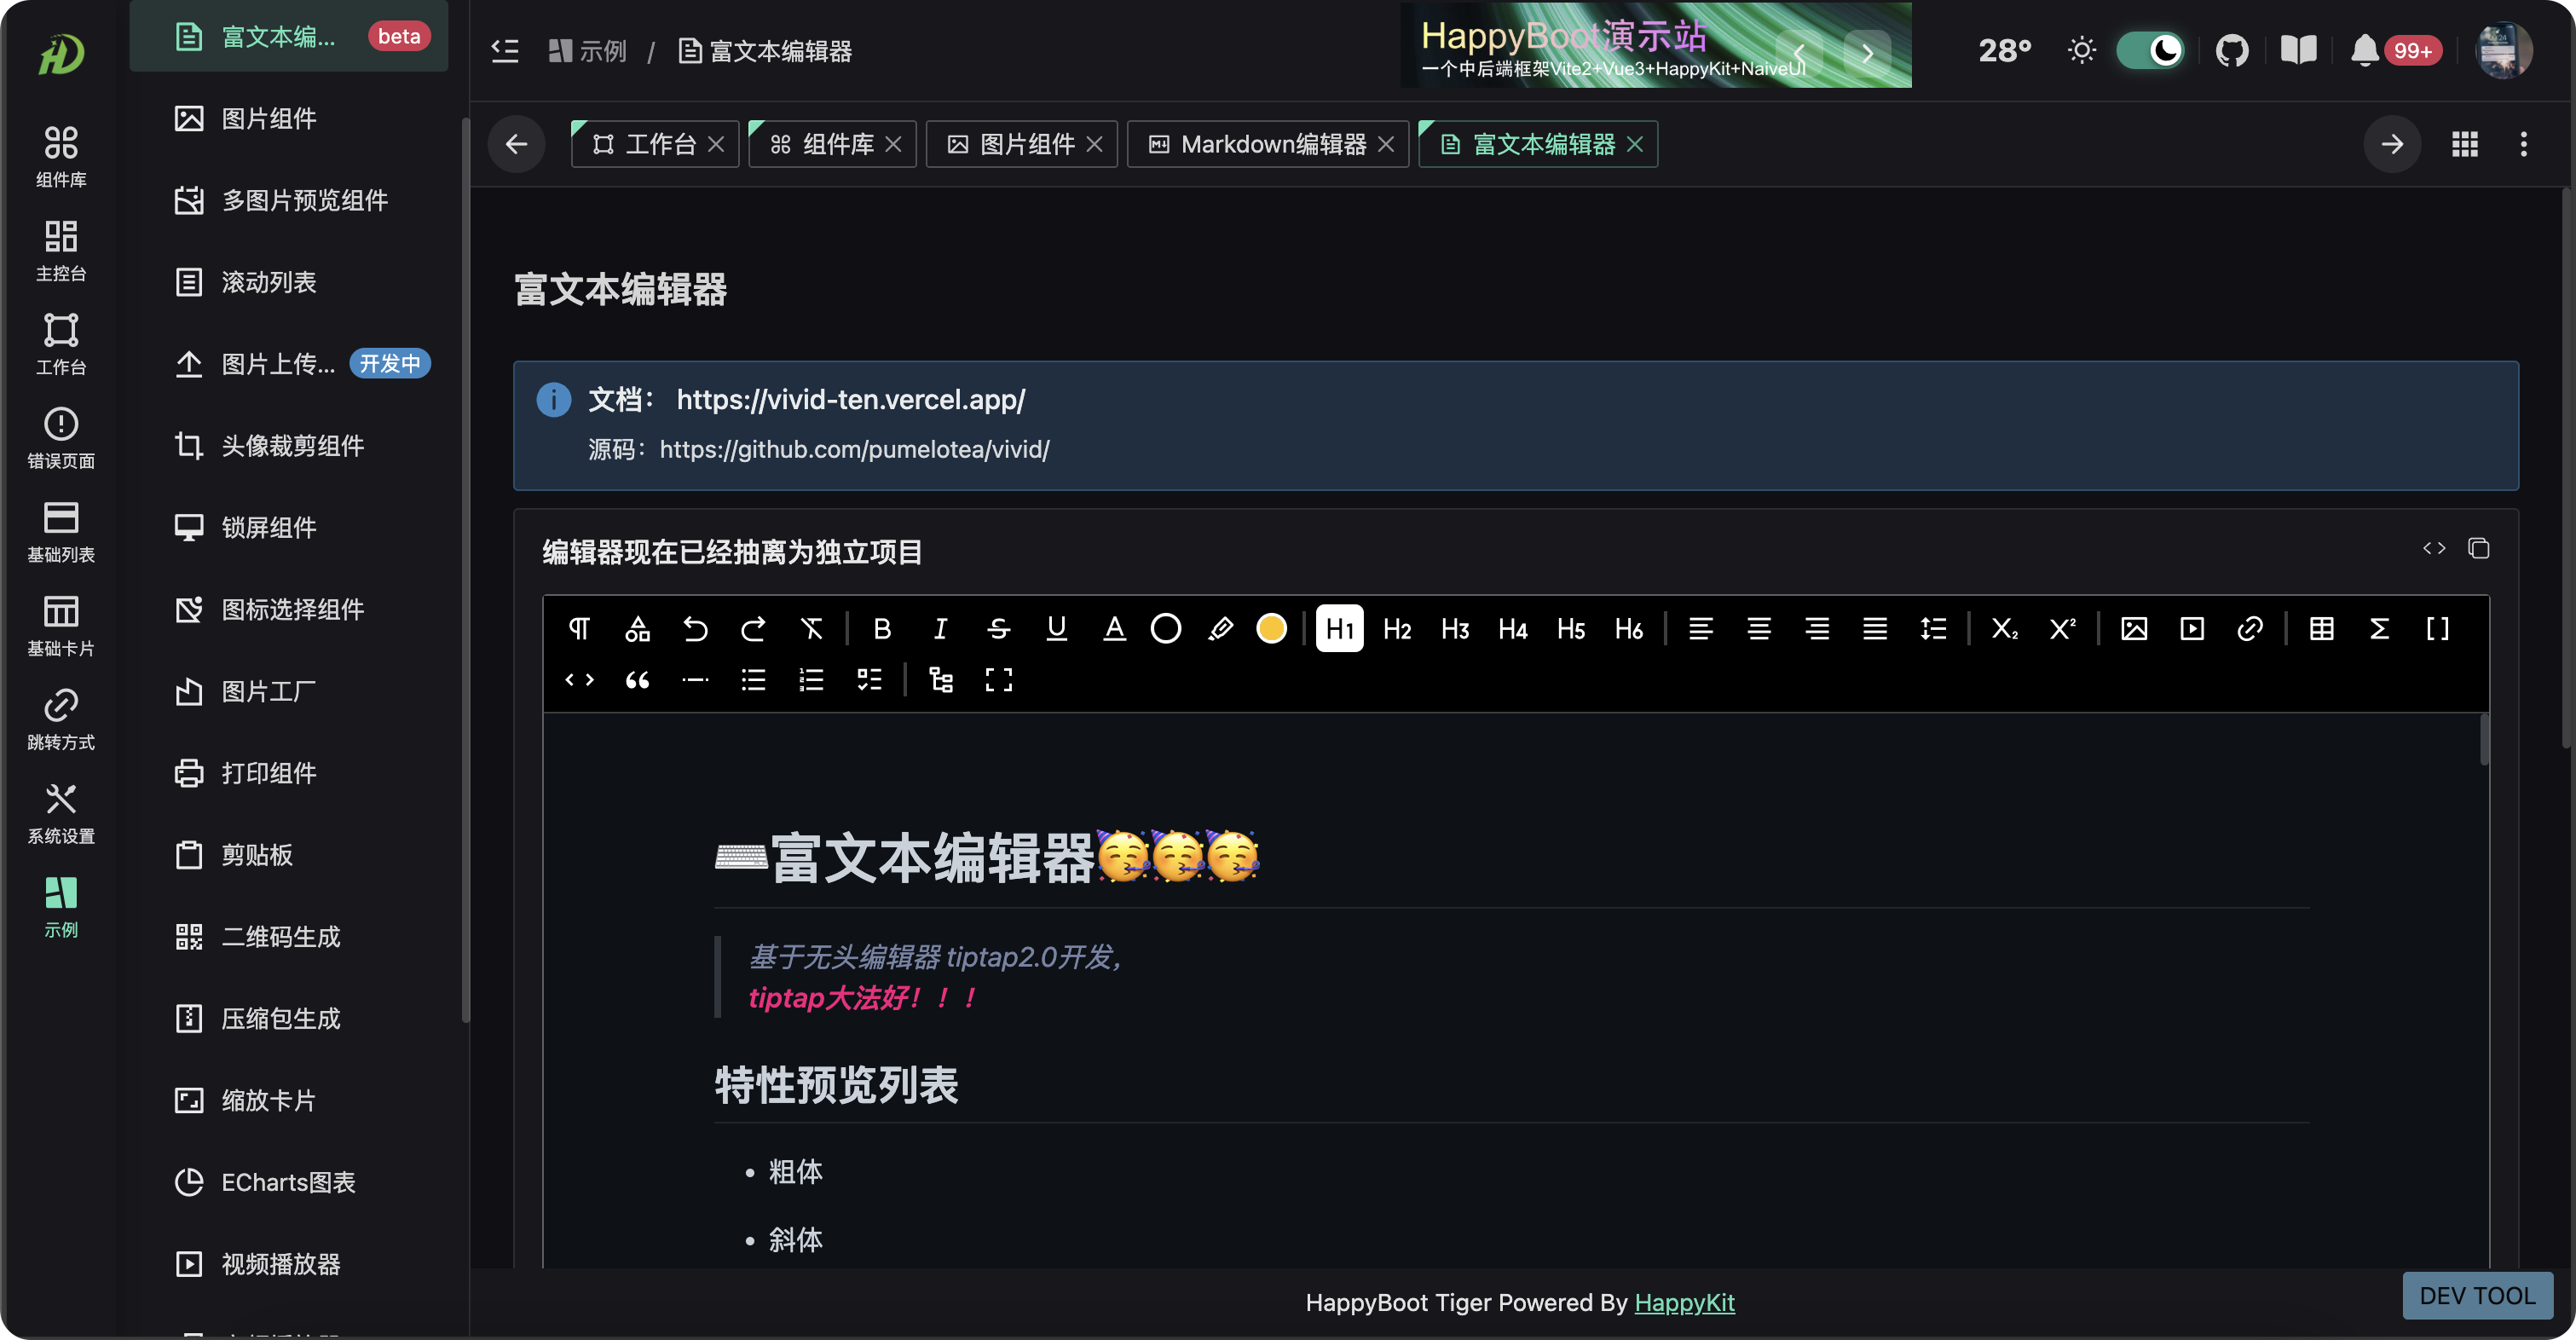 组件库
主控台
工作台
错误页面
基础列表
基础卡片
跳转方式
系统设置
示例
富文本编... beta
图片组件
多图片预览组件
滚动列表
图片上传... 开发中
头像裁剪组件
锁屏组件
图标选择组件
图片工厂
打印组件
剪贴板
二维码生成
压缩包生成
缩放卡片
ECharts图表
视频播放器
示例 / 富文本编辑器
HappyBoot演示站
一个中后端框架Vite2+Vue3+HappyKit+NaiveUI
28° 99+
工作台 组件库 图片组件 Markdown编辑器 富文本编辑器
富文本编辑器
文档： https://vivid-ten.vercel.app/
源码：https://github.com/pumelotea/vivid/
编辑器现在已经抽离为独立项目
B I S U A H1 H2 H3 H4 H5 H6 X₂ X² Σ [ ]
⌨️富文本编辑器🥳🥳🥳
基于无头编辑器 tiptap2.0开发，
tiptap大法好！！！
特性预览列表
• 粗体
• 斜体
HappyBoot Tiger Powered By HappyKit
DEV TOOL